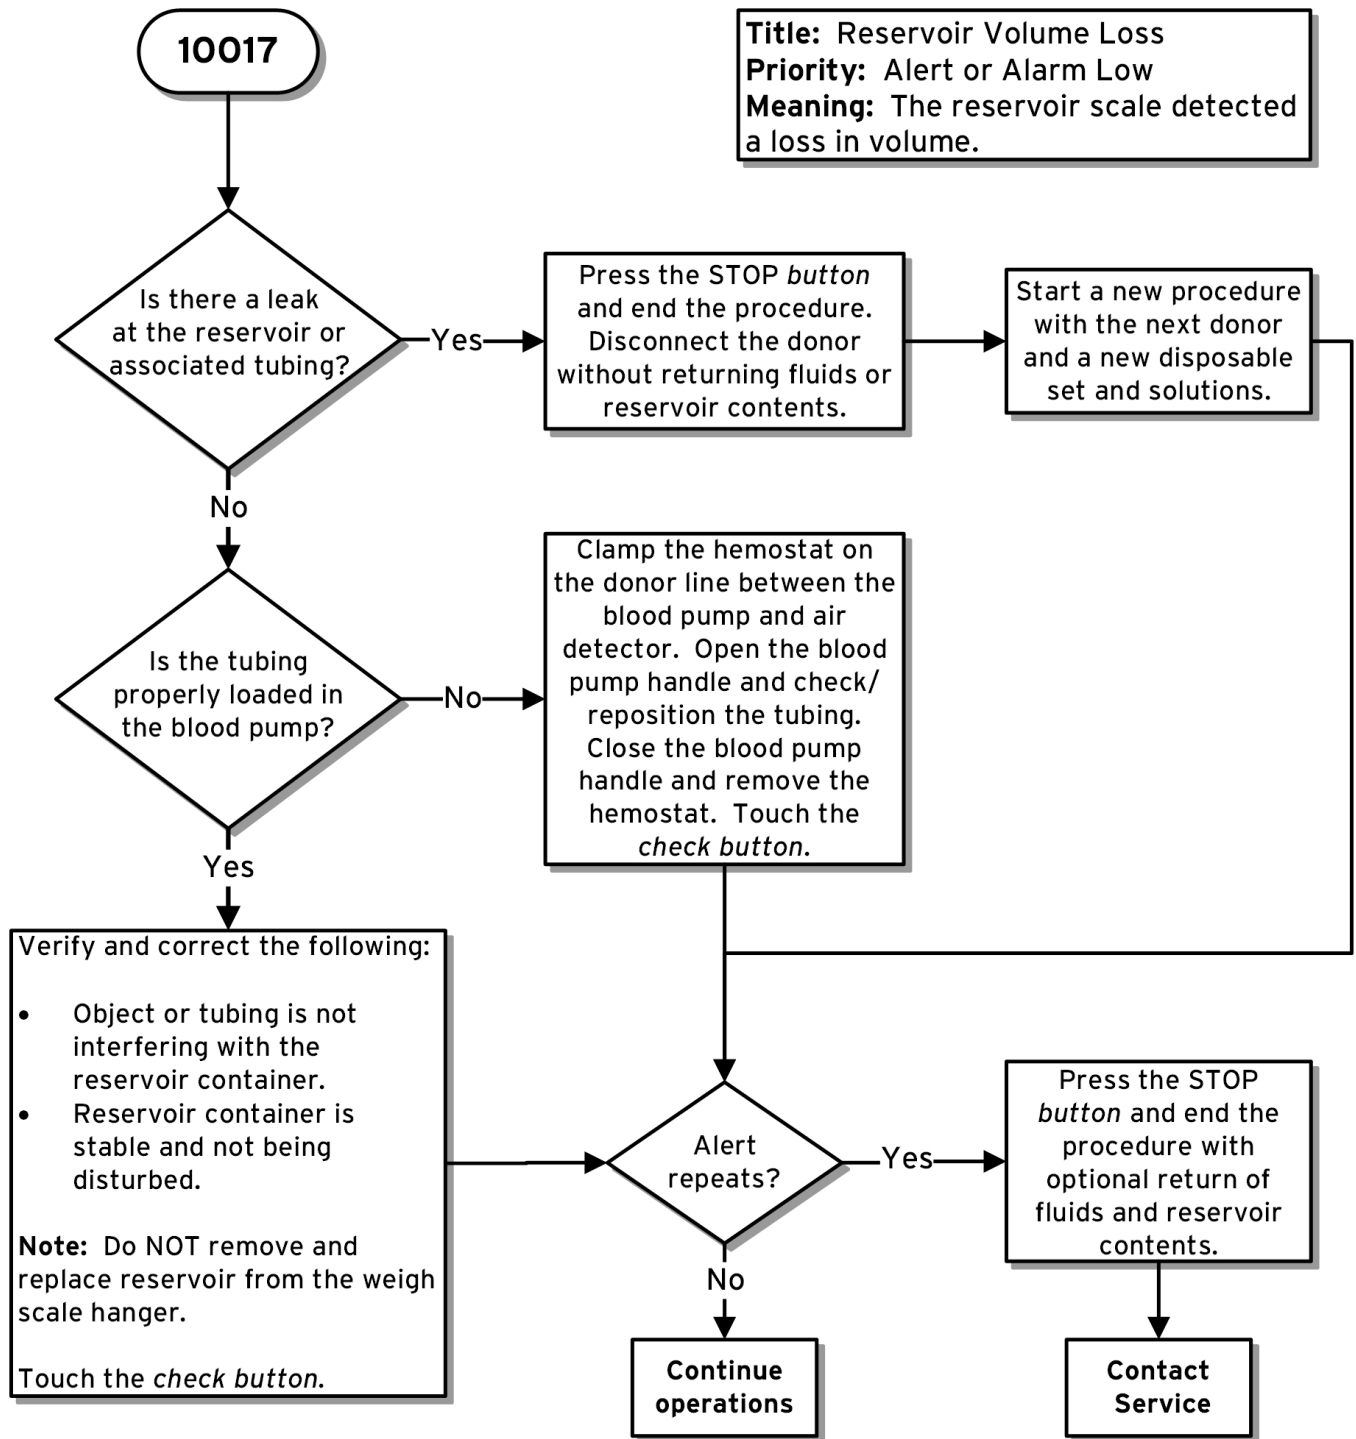 10017
Title: Reservoir Volume Loss
Priority: Alert or Alarm Low
Meaning: The reservoir scale detected
a loss in volume.
Is there a leak
at the reservoir or
associated tubing?
Yes
Press the STOP button
and end the procedure.
Disconnect the donor
without returning fluids or
reservoir contents.
Start a new procedure
with the next donor
and a new disposable
set and solutions.
No
Is the tubing
properly loaded in
the blood pump?
No
Clamp the hemostat on
the donor line between the
blood pump and air
detector. Open the blood
pump handle and check/
reposition the tubing.
Close the blood pump
handle and remove the
hemostat. Touch the
check button.
Yes
Verify and correct the following:
• Object or tubing is not
interfering with the
reservoir container.
• Reservoir container is
stable and not being
disturbed.
Note: Do NOT remove and
replace reservoir from the weigh
scale hanger.
Touch the check button.
Alert
repeats?
Yes
Press the STOP
button and end the
procedure with
optional return of
fluids and reservoir
contents.
No
Continue
operations
Contact
Service